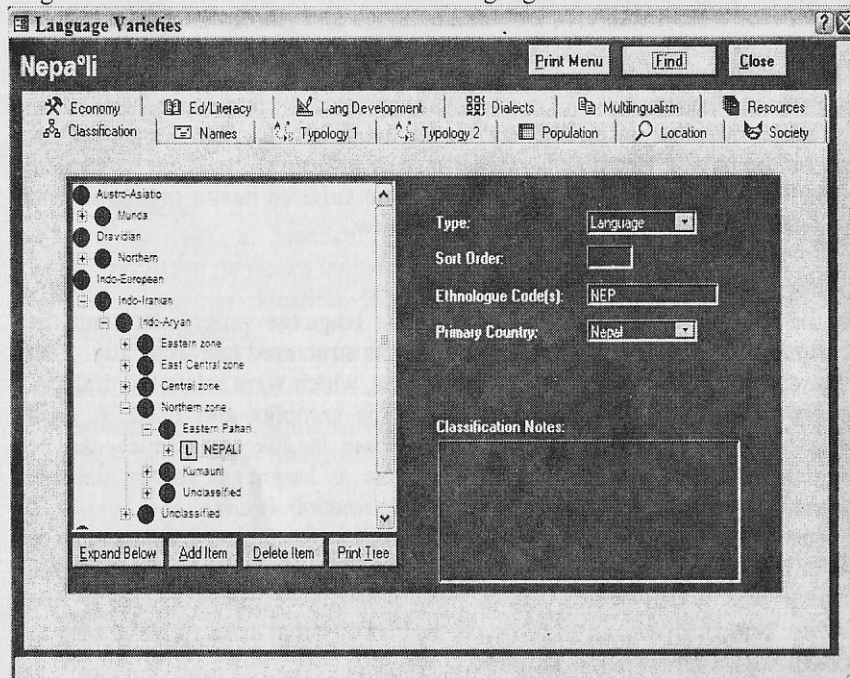 Language Varieties
Nepaºli
Print Menu
Find
Close
Economy
Ed/Literacy
Lang Development
Dialects
Multilingualism
Resources
Classification
Names
Typology 1
Typology 2
Population
Location
Society
Austro-Asiatic
Munda
Dravidian
Northern
Indo-European
Indo-Iranian
Indo-Aryan
Eastern zone
East Central zone
Central zone
Northern zone
Eastern Pahari
L NEPALI
Kumauni
Unclassified
Unclassified
Expand Below
Add Item
Delete Item
Print Tree
Type: Language
Sort Order:
Ethnologue Code(s): NEP
Primary Country: Nepal
Classification Notes: